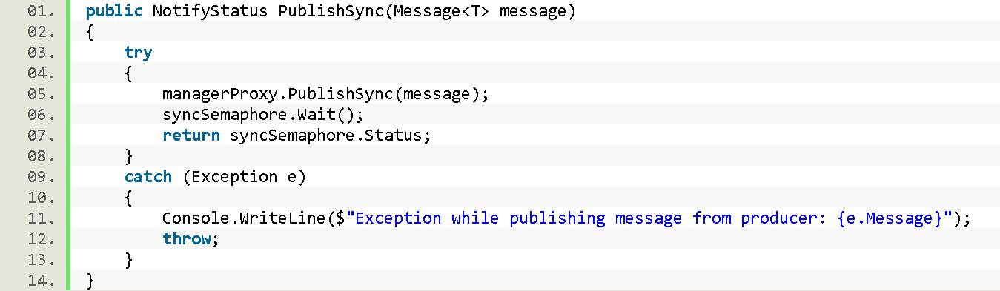 01. public NotifyStatus PublishSync(Message<T> message)
02. {
03.     try
04.     {
05.         managerProxy.PublishSync(message);
06.         syncSemaphore.Wait();
07.         return syncSemaphore.Status;
08.     }
09.     catch (Exception e)
10.     {
11.         Console.WriteLine($"Exception while publishing message from producer: {e.Message}");
12.         throw;
13.     }
14. }